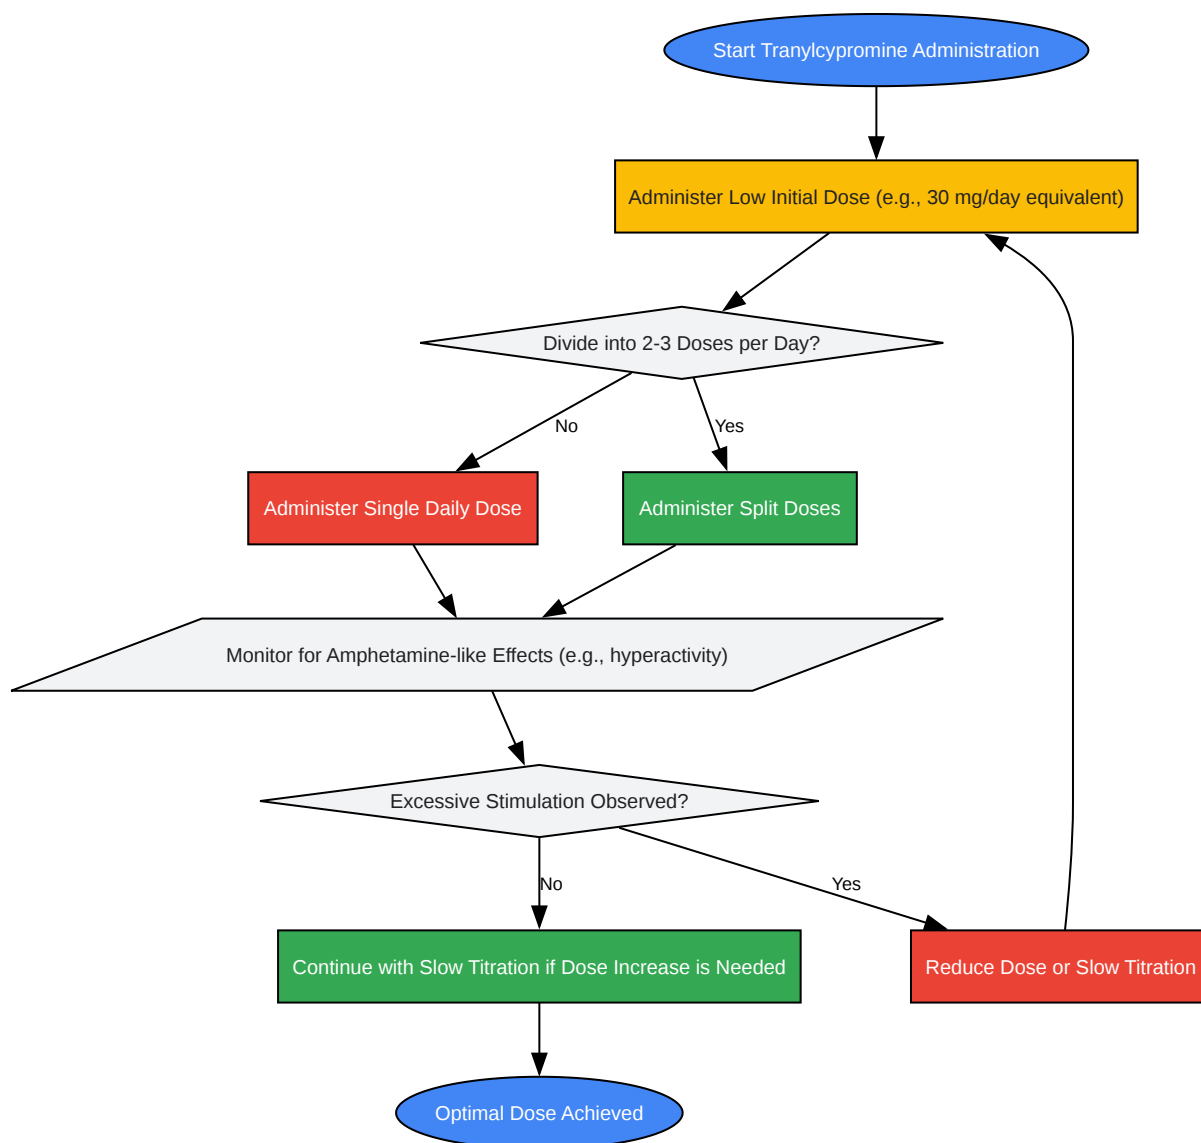 Start Tranylcypromine Administration
Administer Low Initial Dose (e.g., 30 mg/day equivalent)
Divide into 2-3 Doses per Day?
No
Yes
Administer Single Daily Dose
Administer Split Doses
Monitor for Amphetamine-like Effects (e.g., hyperactivity)
Excessive Stimulation Observed?
No
Yes
Continue with Slow Titration if Dose Increase is Needed
Reduce Dose or Slow Titration
Optimal Dose Achieved